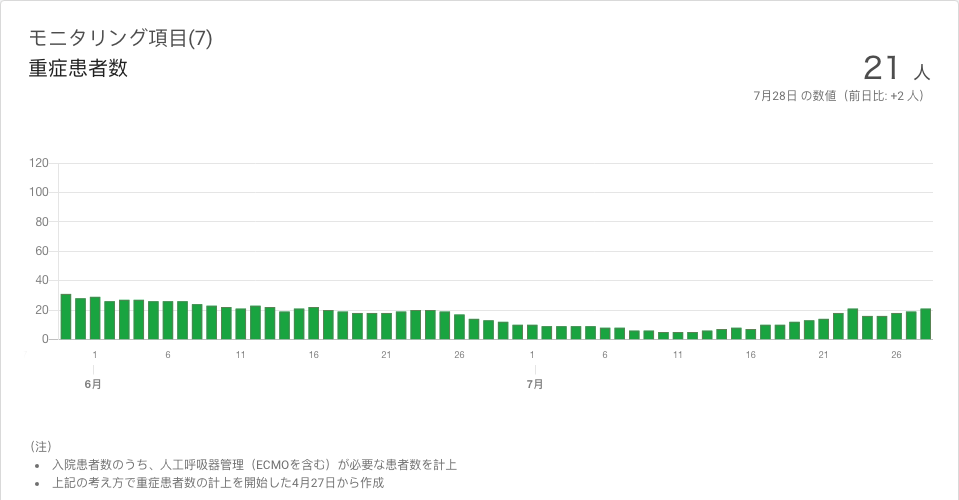 モニタリング項目(7)
重症患者数
21 人
7月28日 の数値（前日比: +2 人）
120
100
80
60
40
20
0
1 6 11 16 21 26 1 6 11 16 21 26
6月 7月
（注）
• 入院患者数のうち、人工呼吸器管理（ECMOを含む）が必要な患者数を計上
• 上記の考え方で重症患者数の計上を開始した4月27日から作成